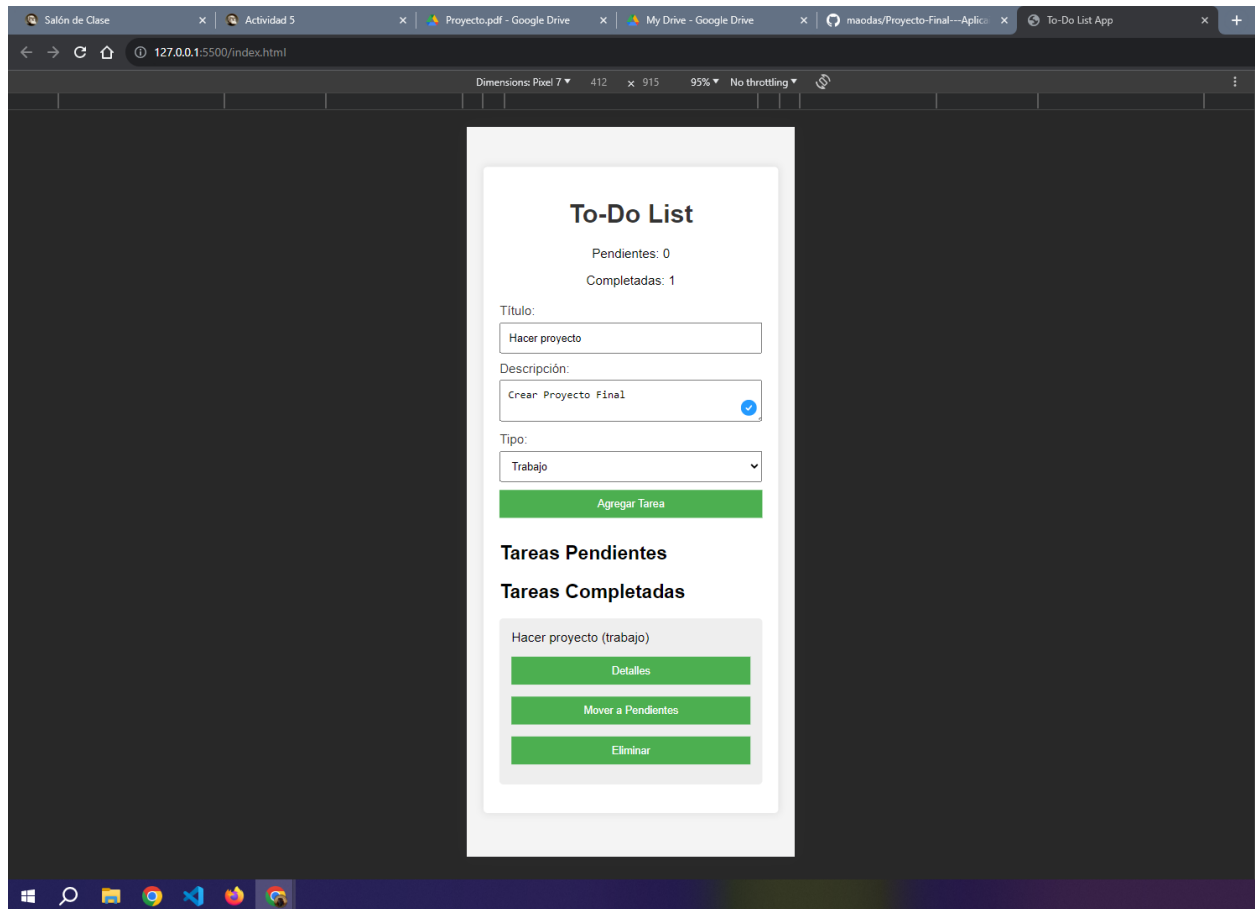 Salón de Clase
Actividad 5
Proyecto.pdf - Google Drive
My Drive - Google Drive
maodas/Proyecto-Final---Aplica
To-Do List App
127.0.0.1:5500/index.html
Dimensions: Pixel 7 412 x 915 95% No throttling
To-Do List
Pendientes: 0
Completadas: 1
Título:
Hacer proyecto
Descripción:
Crear Proyecto Final
Tipo:
Trabajo
Agregar Tarea
Tareas Pendientes
Tareas Completadas
Hacer proyecto (trabajo)
Detalles
Mover a Pendientes
Eliminar